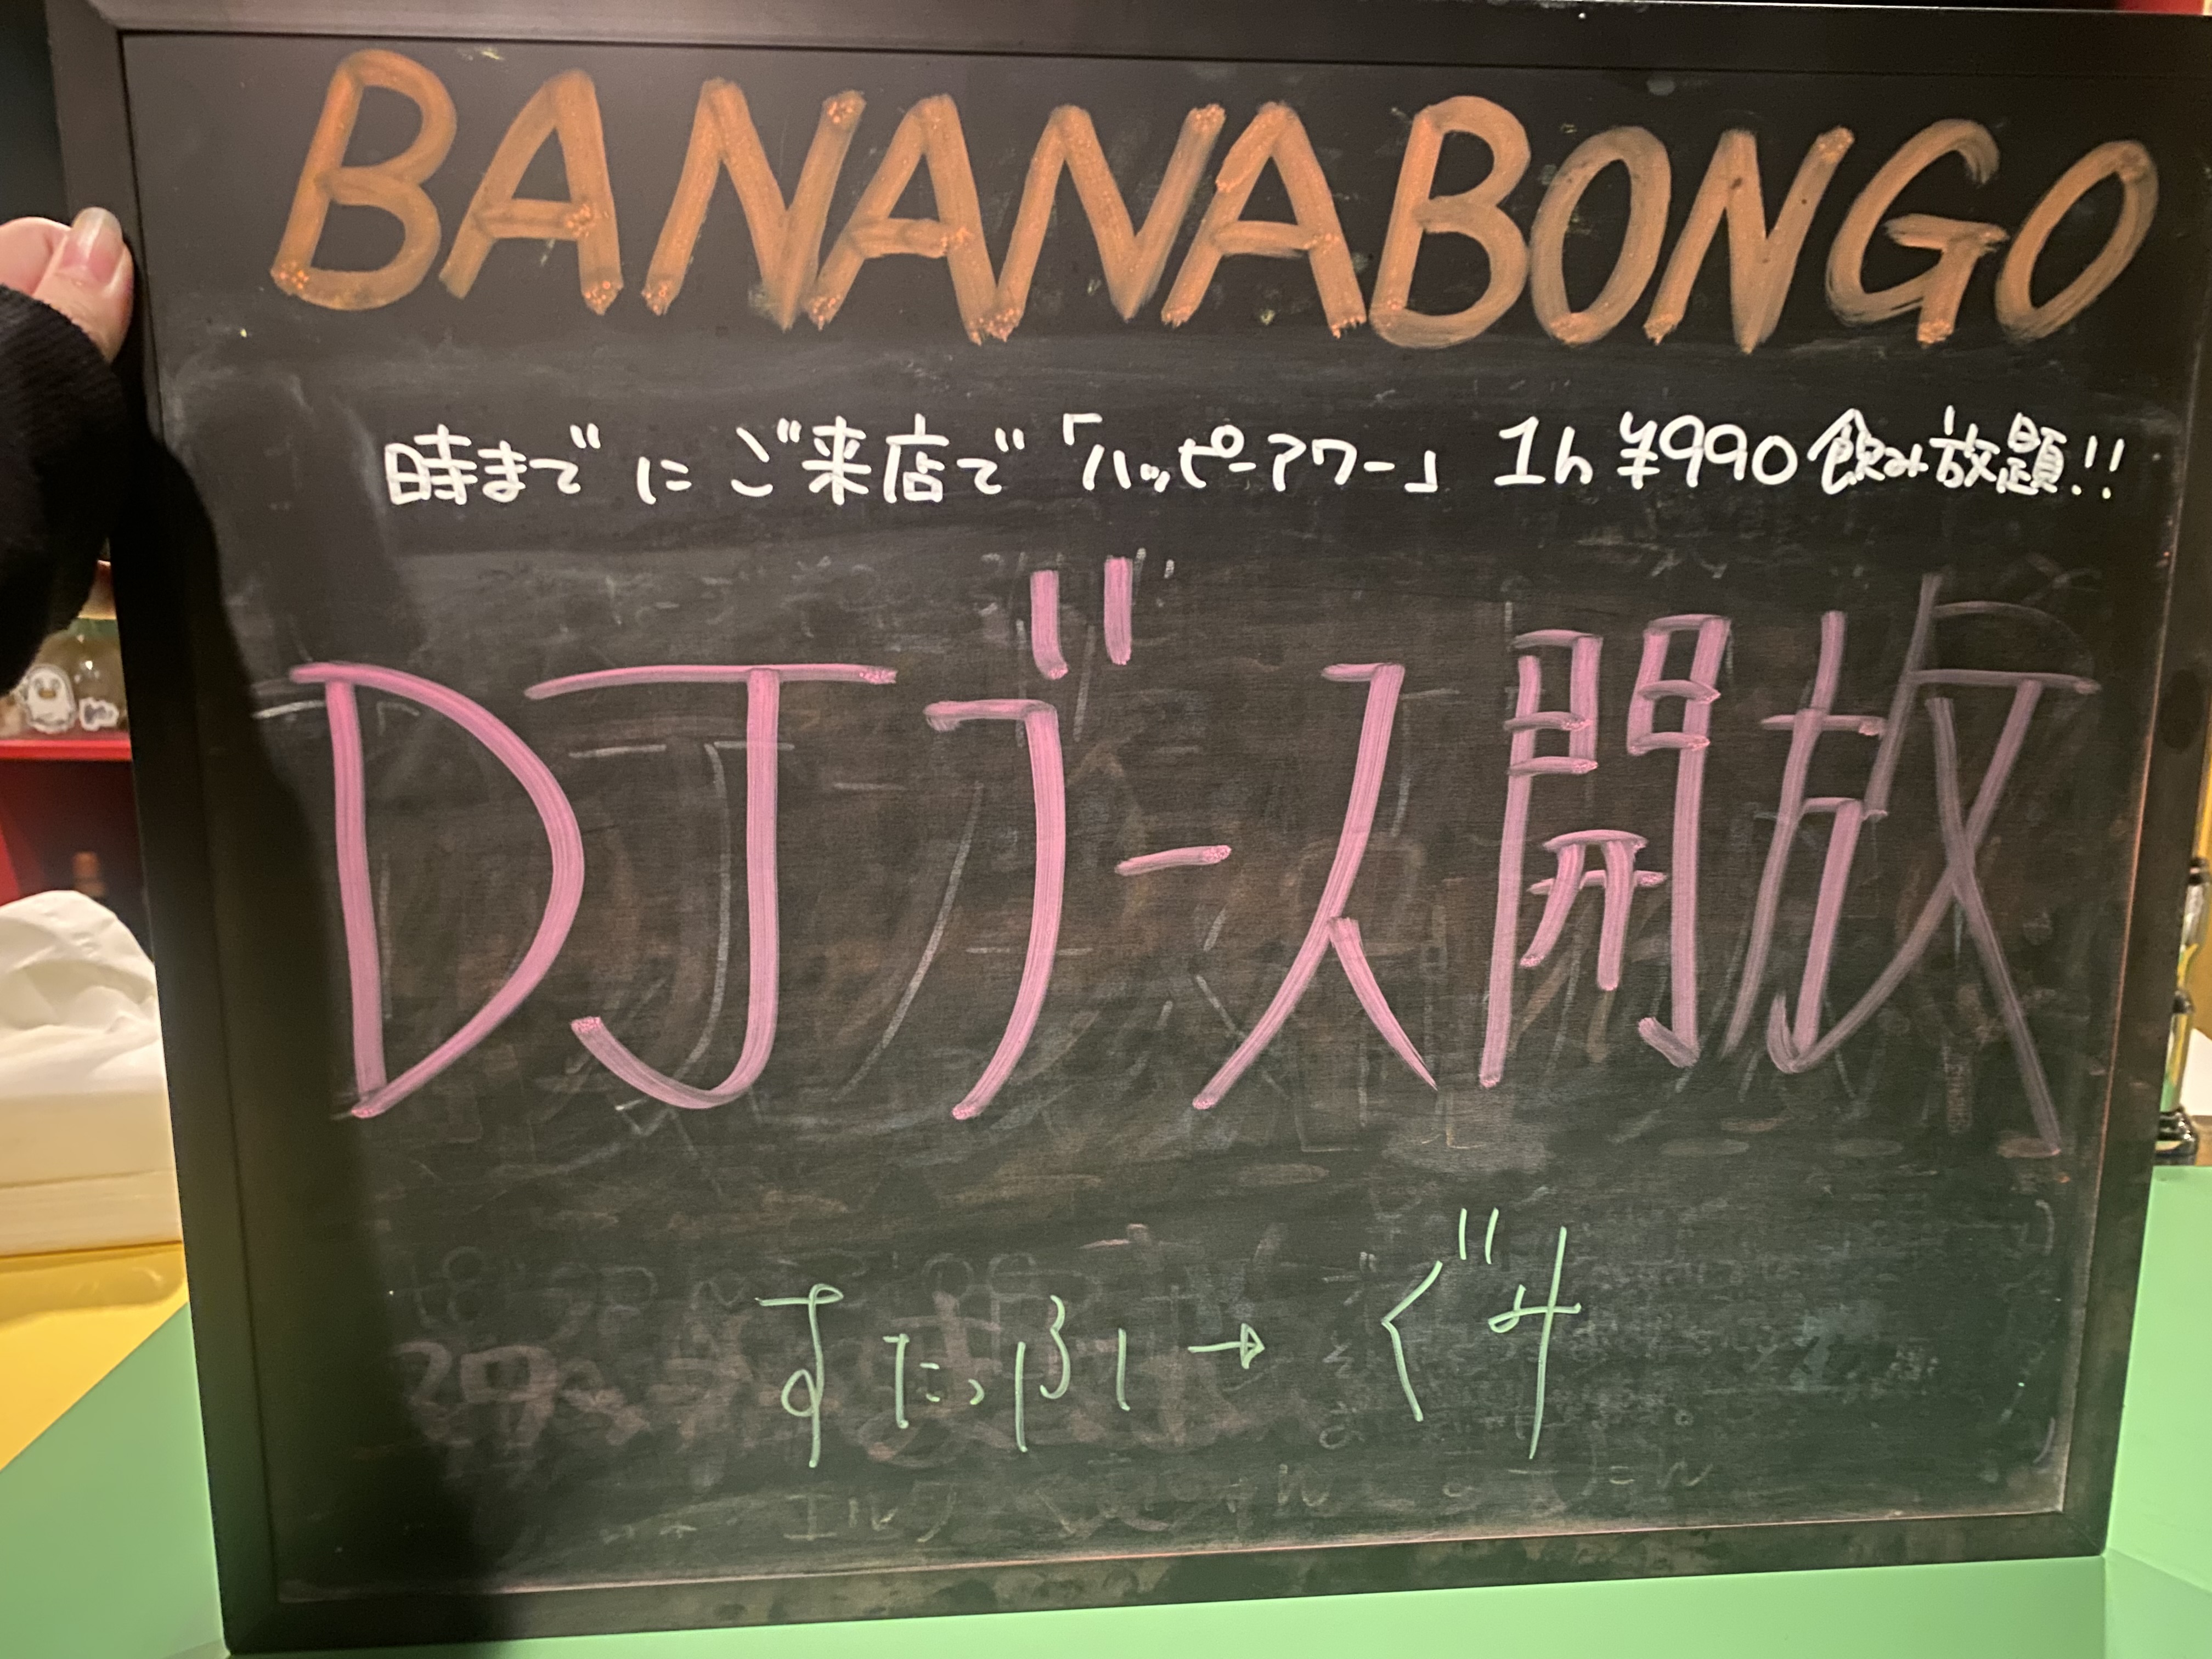 BANANABONGO
時までにご来店で「ハッピーアワー」 1h ¥990 飲み放題!!
DJブース開放
すたっふ → ぐみ